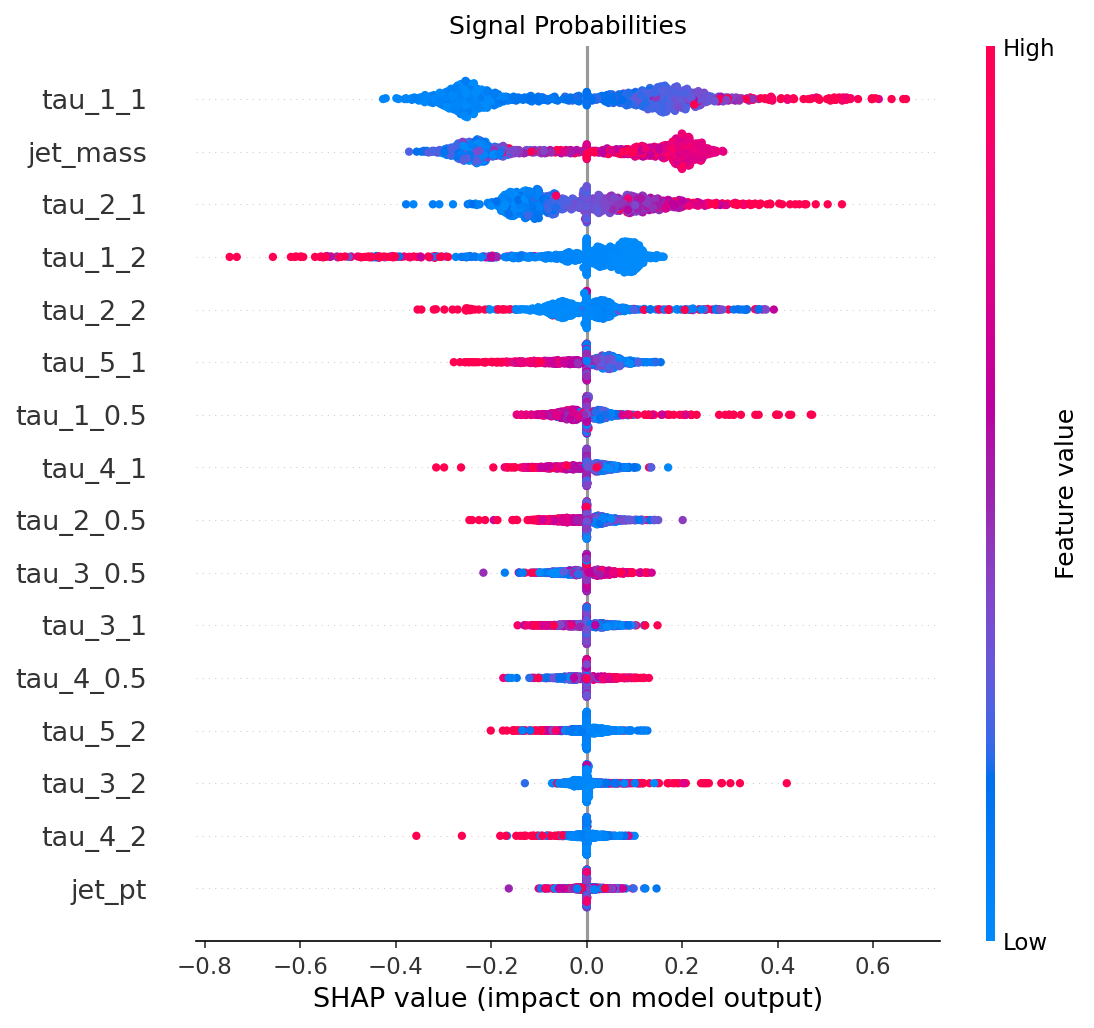 Signal Probabilities
High
tau_1_1
jet_mass
tau_2_1
tau_1_2
tau_2_2
tau_5_1
tau_1_0.5
tau_4_1
tau_2_0.5
tau_3_0.5
tau_3_1
tau_4_0.5
tau_5_2
tau_3_2
tau_4_2
jet_pt
Feature value
Low
−0.8 −0.6 −0.4 −0.2 0.0 0.2 0.4 0.6
SHAP value (impact on model output)